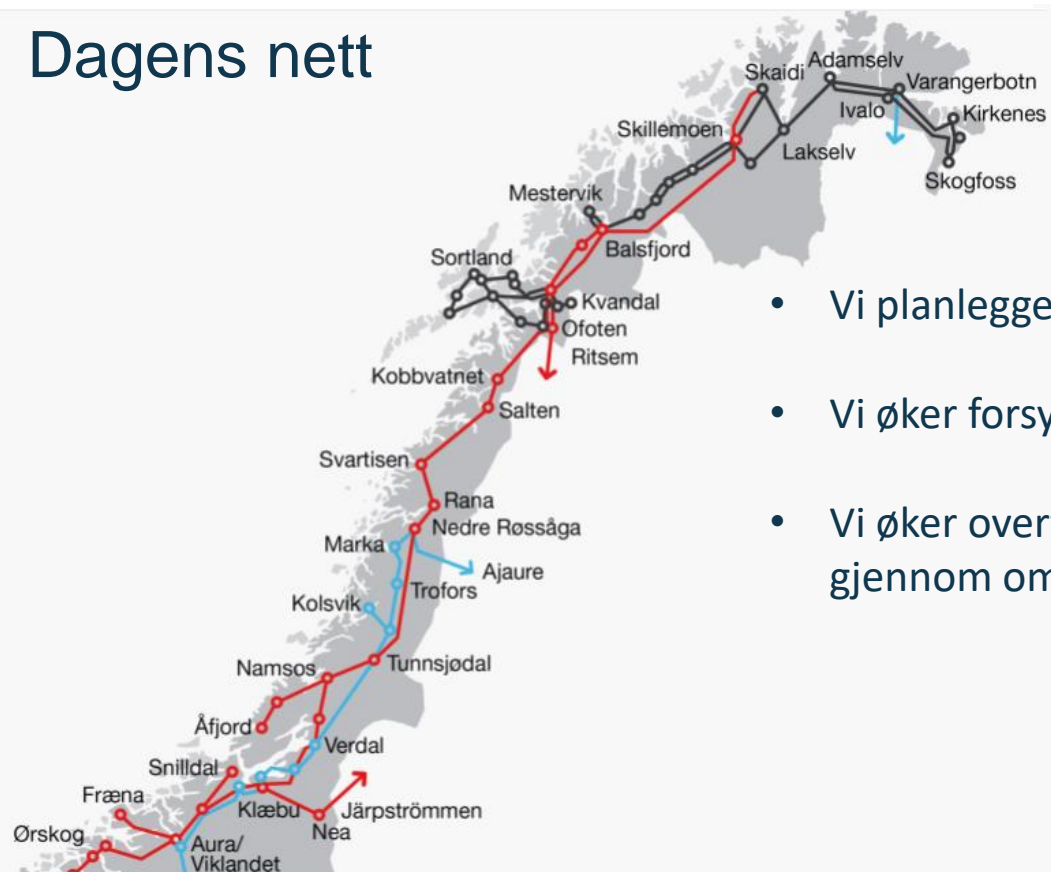 Dagens nett
Skaidi
Adamselv
Varangerbotn
Ivalo
Kirkenes
Skillemoen
Lakselv
Skogfoss
Mestervik
Balsfjord
Sortland
Kvandal
Ofoten
Ritsem
Kobbvatnet
Salten
Svartisen
Rana
Nedre Røssåga
Marka
Ajaure
Trofors
Kolsvik
Namsos
Tunnsjødal
Åfjord
Verdal
Snilldal
Fræna
Klæbu
Järpströmmen
Nea
Ørskog
Aura/
Viklandet
• Vi planlegge
• Vi øker forsy
• Vi øker over
gjennom om